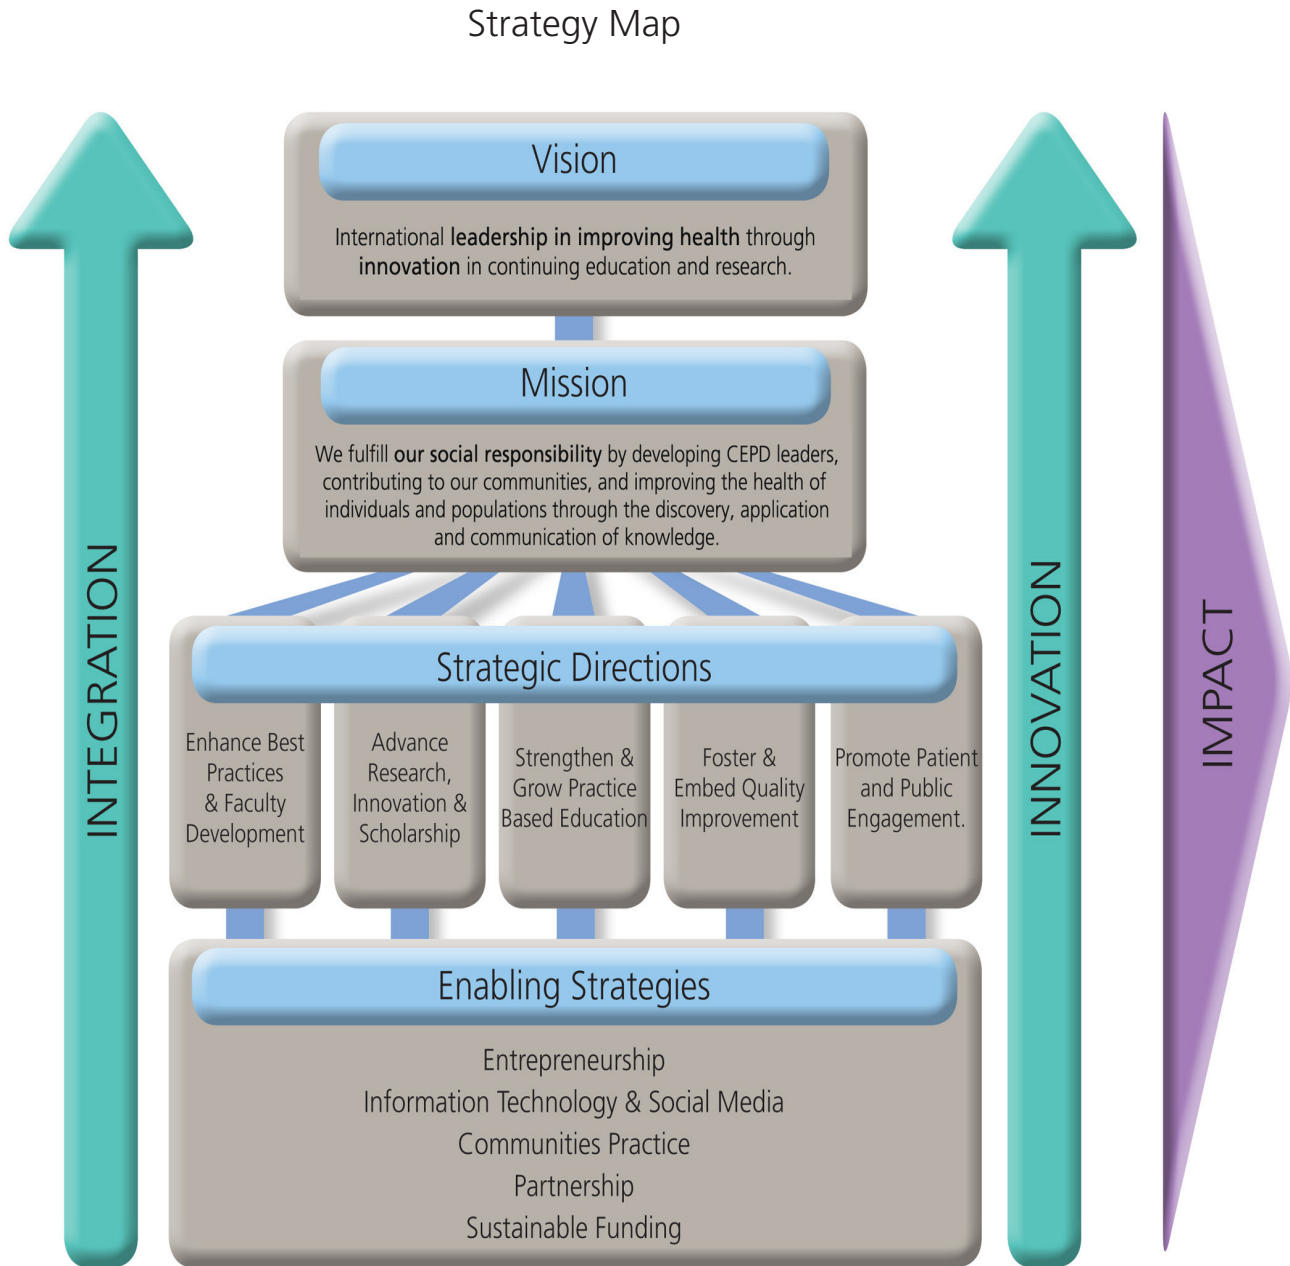 Strategy Map
Vision
International leadership in improving health through
innovation in continuing education and research.
Mission
We fulfill our social responsibility by developing CEPD leaders,
contributing to our communities, and improving the health of
individuals and populations through the discovery, application
and communication of knowledge.
Strategic Directions
Enhance Best
Practices
& Faculty
Development
Advance
Research,
Innovation &
Scholarship
Strengthen &
Grow Practice
Based Education
Foster &
Embed Quality
Improvement
Promote Patient
and Public
Engagement.
Enabling Strategies
Entrepreneurship
Information Technology & Social Media
Communities Practice
Partnership
Sustainable Funding
INTEGRATION
INNOVATION
IMPACT